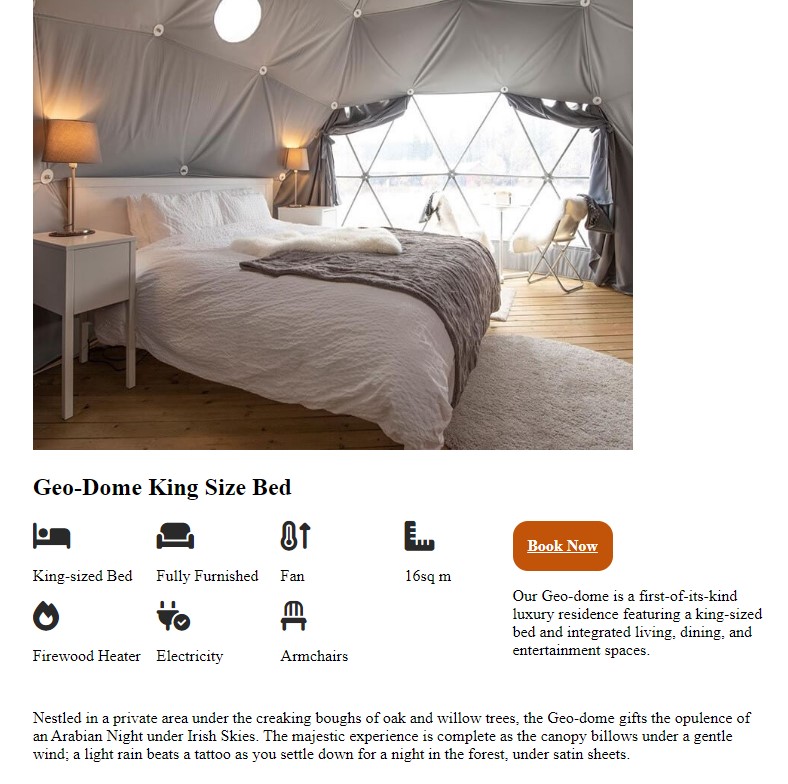 Geo-Dome King Size Bed
King-sized Bed
Fully Furnished
Fan
16sq m
Firewood Heater
Electricity
Armchairs
Book Now
Our Geo-dome is a first-of-its-kind
luxury residence featuring a king-sized
bed and integrated living, dining, and
entertainment spaces.
Nestled in a private area under the creaking boughs of oak and willow trees, the Geo-dome gifts the opulence of
an Arabian Night under Irish Skies. The majestic experience is complete as the canopy billows under a gentle
wind; a light rain beats a tattoo as you settle down for a night in the forest, under satin sheets.